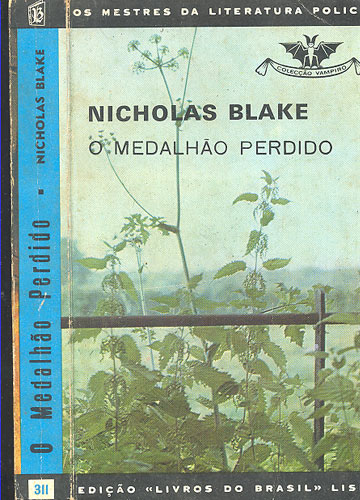 OS MESTRES DA LITERATURA POLIC
COLECÇÃO VAMPIRO
NICHOLAS BLAKE
O MEDALHÃO PERDIDO
EDIÇÃO «LIVROS DO BRASIL» LIS
O Medalhão Perdido ■ NICHOLAS BLAKE
311